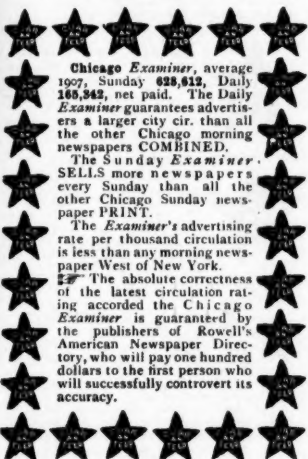 Chicago Examiner, average
1907, Sunday 628,612, Daily
165,342, net paid. The Daily
Examiner guarantees advertis-
ers a larger city cir. than all
the other Chicago morning
newspapers COMBINED.
The Sunday Examiner
SELLS more newspapers
every Sunday than all the
other Chicago Sunday news-
paper PRINT.
The Examiner's advertising
rate per thousand circulation
is less than any morning news-
paper West of New York.
☞ The absolute correctness
of the latest circulation rat-
ing accorded the Chicago
Examiner is guaranteed by
the publishers of Rowell's
American Newspaper Direc-
tory, who will pay one hundred
dollars to the first person who
will successfully controvert its
accuracy.